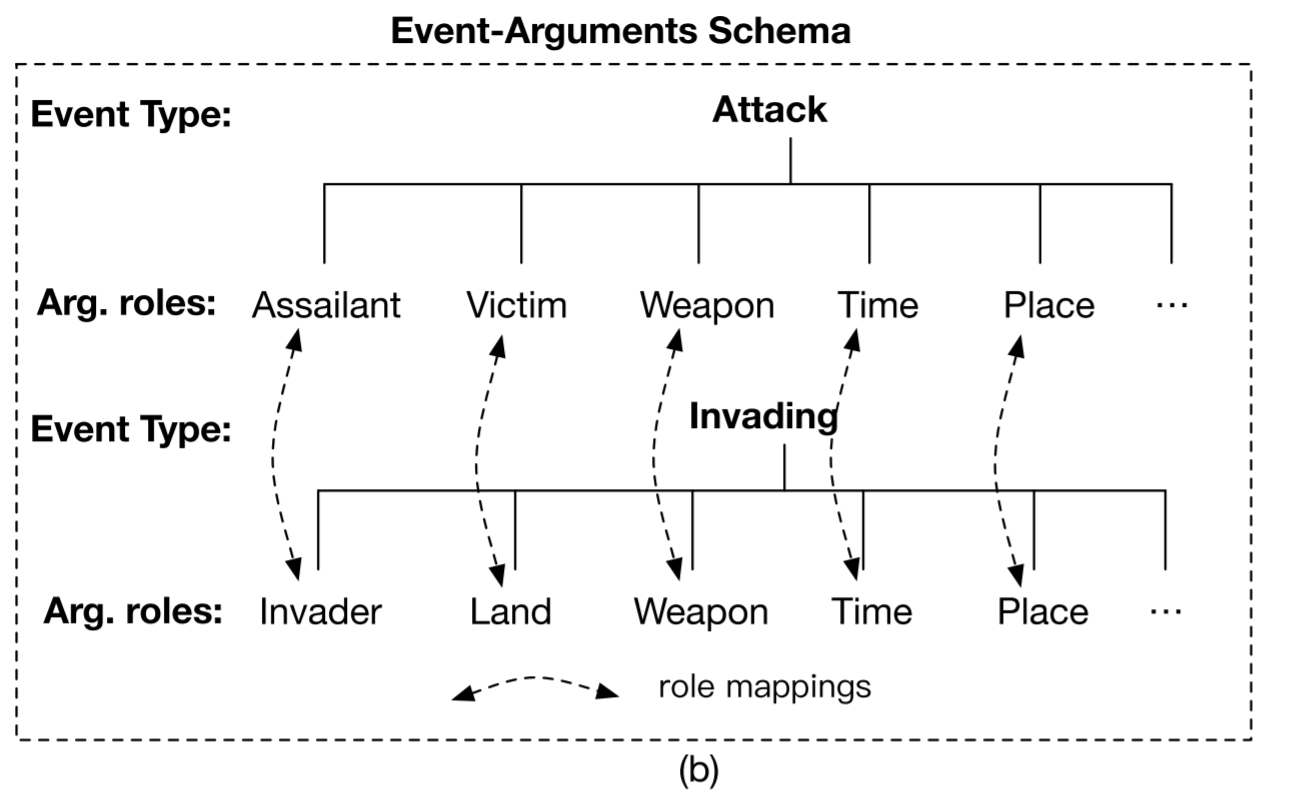 Event-Arguments Schema
Event Type: Attack
Arg. roles: Assailant Victim Weapon Time Place ...
Event Type: Invading
Arg. roles: Invader Land Weapon Time Place ...
role mappings
(b)